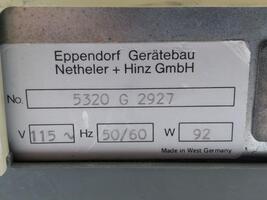 Eppendorf Gerätebau
Netheler + Hinz GmbH
No. 5320 G 2927
V 115 ~ Hz 50/60 W 92
Made in West Germany